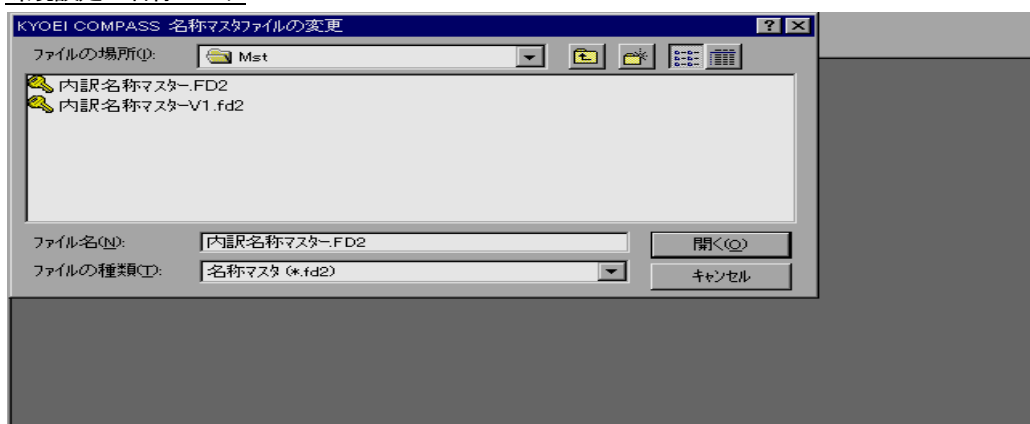 KYOEI COMPASS 名称マスタファイルの変更
ファイルの場所(I):
Mst
内訳名称マスター.FD2
内訳名称マスターV1.fd2
ファイル名(N):
内訳名称マスター.FD2
開く(O)
ファイルの種類(T):
名称マスタ (*.fd2)
キャンセル